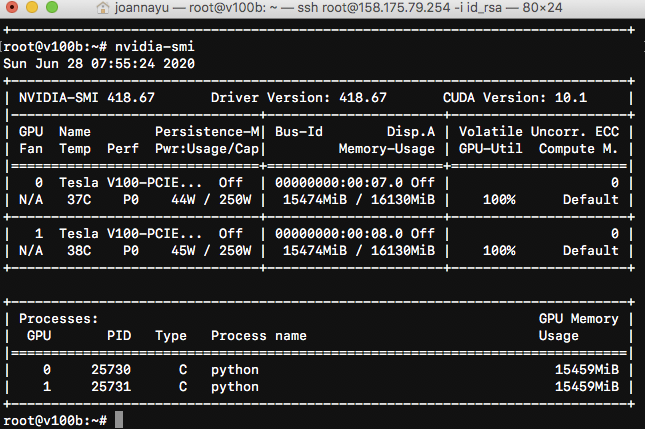 joannayu — root@v100b: ~ — ssh root@158.175.79.254 -i id_rsa — 80×24
+-----------------------------------------------------------------------------+
root@v100b:~# nvidia-smi
Sun Jun 28 07:55:24 2020
+-----------------------------------------------------------------------------+
| NVIDIA-SMI 418.67       Driver Version: 418.67       CUDA Version: 10.1     |
|-------------------------------+----------------------+----------------------+
| GPU  Name        Persistence-M| Bus-Id        Disp.A | Volatile Uncorr. ECC |
| Fan  Temp  Perf  Pwr:Usage/Cap|         Memory-Usage | GPU-Util  Compute M. |
|===============================+======================+======================|
|   0  Tesla V100-PCIE...  Off  | 00000000:00:07.0 Off |                    0 |
| N/A   37C    P0    44W / 250W | 15474MiB / 16130MiB |    100%      Default |
+-------------------------------+----------------------+----------------------+
|   1  Tesla V100-PCIE...  Off  | 00000000:00:08.0 Off |                    0 |
| N/A   38C    P0    45W / 250W | 15474MiB / 16130MiB |    100%      Default |
+-------------------------------+----------------------+----------------------+
+-----------------------------------------------------------------------------+
| Processes:                                                       GPU Memory |
|  GPU       PID   Type   Process name                             Usage      |
|=============================================================================|
|    0     25730      C   python                                     15459MiB |
|    1     25731      C   python                                     15459MiB |
+-----------------------------------------------------------------------------+
root@v100b:~#